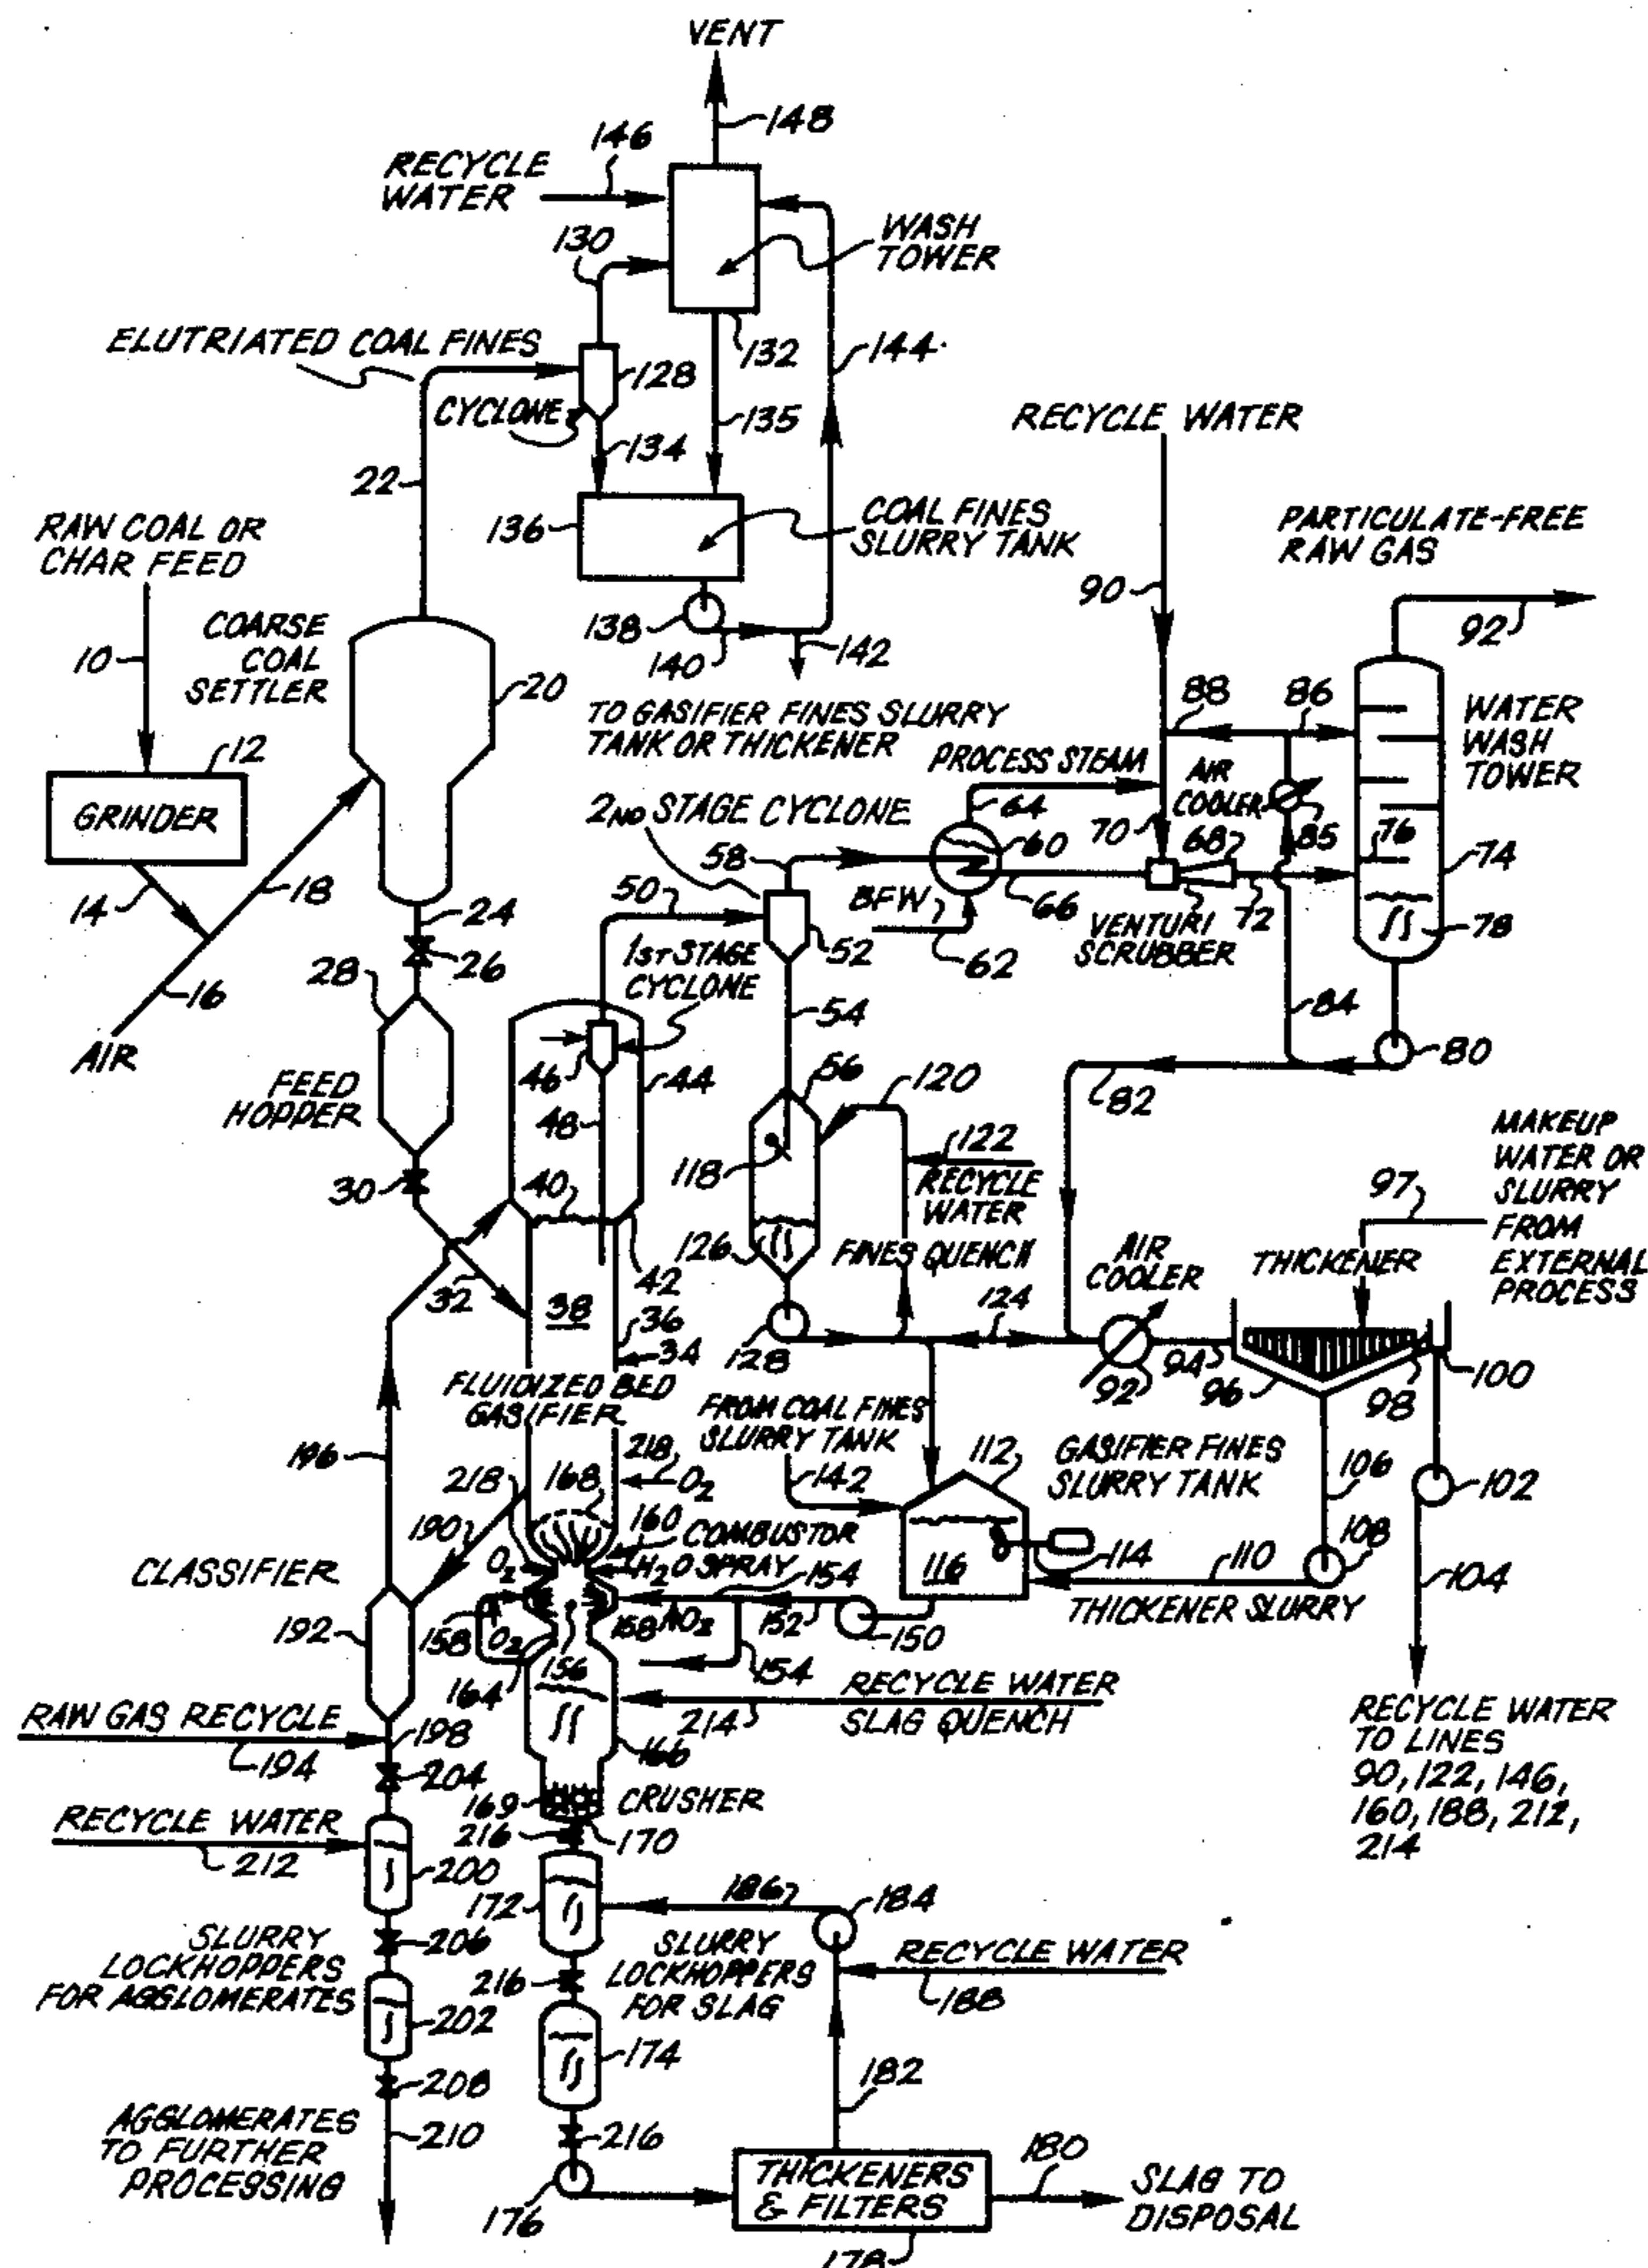 VENT
148
146
RECYCLE
WATER
130
WASH
TOWER
ELUTRIATED COAL FINES
132
144
128
CYCLONE
135
134
RECYCLE WATER
22
RAW COAL OR
CHAR FEED
136
COAL FINES
SLURRY TANK
PARTICULATE-FREE
RAW GAS
90
92
10
COARSE
COAL
SETTLER
138
140
142
20
TO GASIFIER FINES SLURRY
TANK OR THICKENER
88
86
WATER
WASH
TOWER
12
GRINDER
PROCESS STEAM
AIR
COOLER
64
2ND STAGE CYCLONE
70
68
85
76
58
60
74
14
18
24
50
BFW
66
72
78
52
62
VENTURI
SCRUBBER
26
28
16
1ST STAGE
CYCLONE
54
84
AIR
46
44
80
56
120
82
FEED
HOPPER
48
122
118
RECYCLE
WATER
MAKEUP
WATER OR
SLURRY
FROM
EXTERNAL
PROCESS
97
30
40
126
FINES QUENCH
AIR
COOLER
THICKENER
42
32
38
36
34
124
128
92
94
96
98
100
FLUIDIZED BED
GASIFIER
FROM COAL FINES
SLURRY TANK
196
218
168
218
O2
142
112
GASIFIER FINES
SLURRY TANK
106
102
190
160
COMBUSTOR
O2
H2O SPRAY
CLASSIFIER
154
116
114
110
108
104
THICKENER SLURRY
192
158
O2
158
O2
152
150
156
154
164
RECYCLE WATER
SLAG QUENCH
214
RAW GAS RECYCLE
198
194
166
RECYCLE WATER
TO LINES
90, 122, 146,
160, 188, 212,
214
204
169
CRUSHER
RECYCLE WATER
216
170
212
200
172
186
184
206
SLURRY
LOCKHOPPERS
FOR AGGLOMERATES
SLURRY
LOCKHOPPERS
FOR SLAG
RECYCLE WATER
216
188
202
174
208
182
AGGLOMERATES
TO FURTHER
PROCESSING
210
216
180
THICKENERS
& FILTERS
SLAG TO
DISPOSAL
176
178